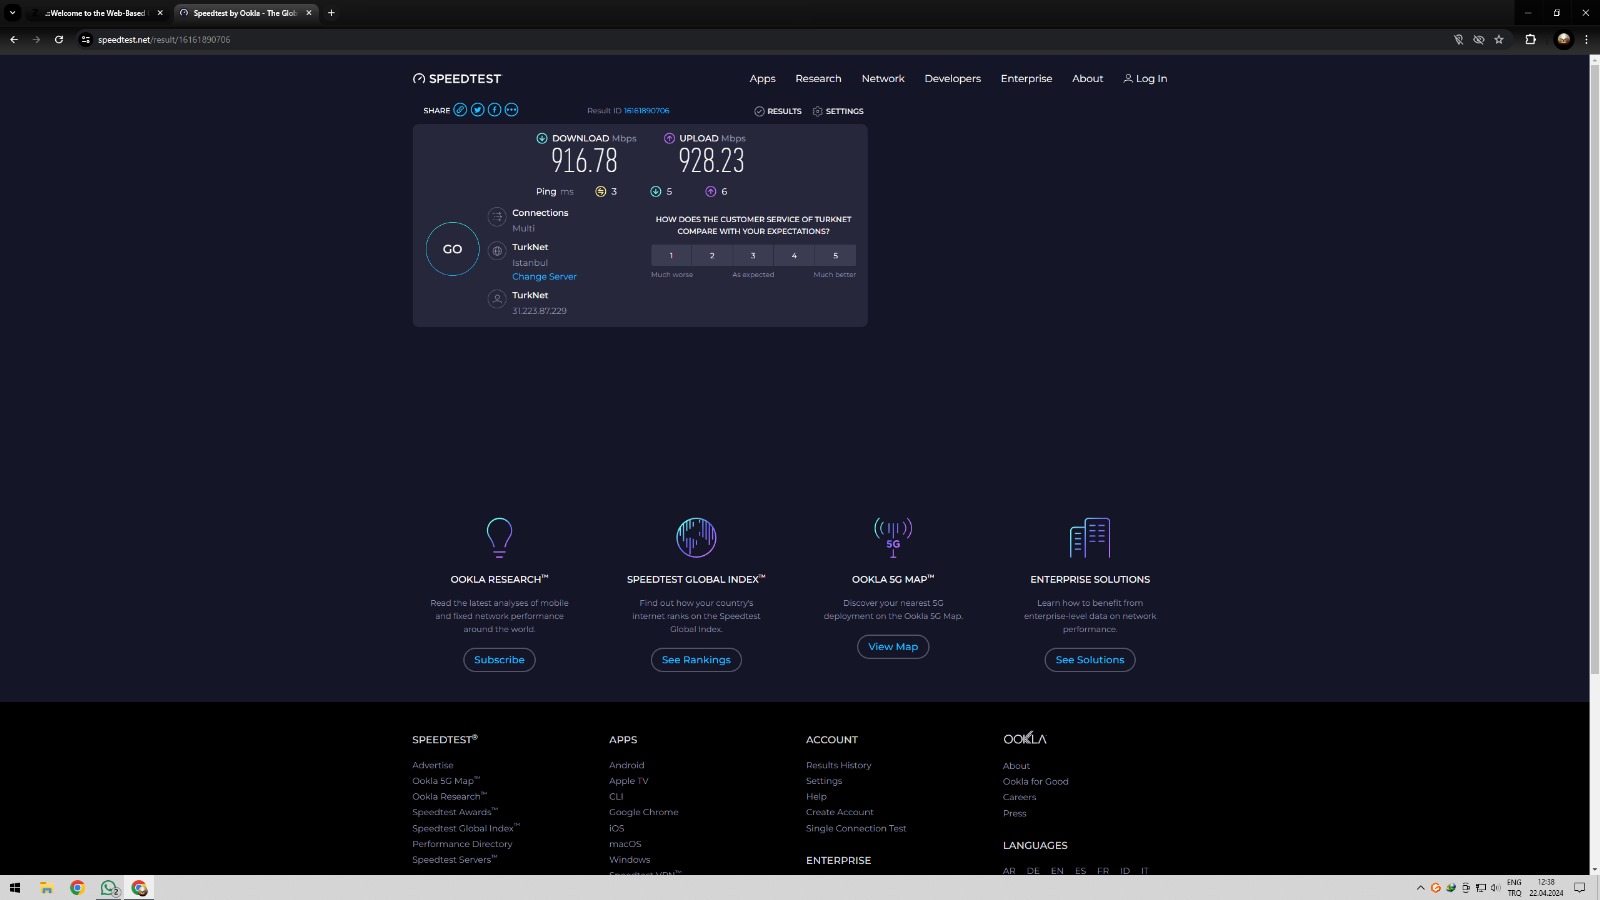 .::Welcome to the Web-Based
Speedtest by Ookla - The Glob
speedtest.net/result/16161890706
SPEEDTEST
Apps Research Network Developers Enterprise About Log In
SHARE
Result ID 16161890706
RESULTS SETTINGS
DOWNLOAD Mbps
916.78
UPLOAD Mbps
928.23
Ping ms 3 5 6
GO
Connections
Multi
TurkNet
Istanbul
Change Server
TurkNet
31.223.87.229
HOW DOES THE CUSTOMER SERVICE OF TURKNET
COMPARE WITH YOUR EXPECTATIONS?
1 2 3 4 5
Much worse As expected Much better
5G
OOKLA RESEARCH™
Read the latest analyses of mobile
and fixed network performance
around the world.
Subscribe
SPEEDTEST GLOBAL INDEX™
Find out how your country's
internet ranks on the Speedtest
Global Index.
See Rankings
OOKLA 5G MAP™
Discover your nearest 5G
deployment on the Ookla 5G Map.
View Map
ENTERPRISE SOLUTIONS
Learn how to benefit from
enterprise-level data on network
performance.
See Solutions
SPEEDTEST®
Advertise
Ookla 5G Map™
Ookla Research™
Speedtest Awards™
Speedtest Global Index™
Performance Directory
Speedtest Servers™
APPS
Android
Apple TV
CLI
Google Chrome
iOS
macOS
Windows
Speedtest VPN™
ACCOUNT
Results History
Settings
Help
Create Account
Single Connection Test
ENTERPRISE
OOKLA
About
Ookla for Good
Careers
Press
LANGUAGES
AR DE EN ES FR ID IT
2
ENG
TRQ
12:38
22.04.2024